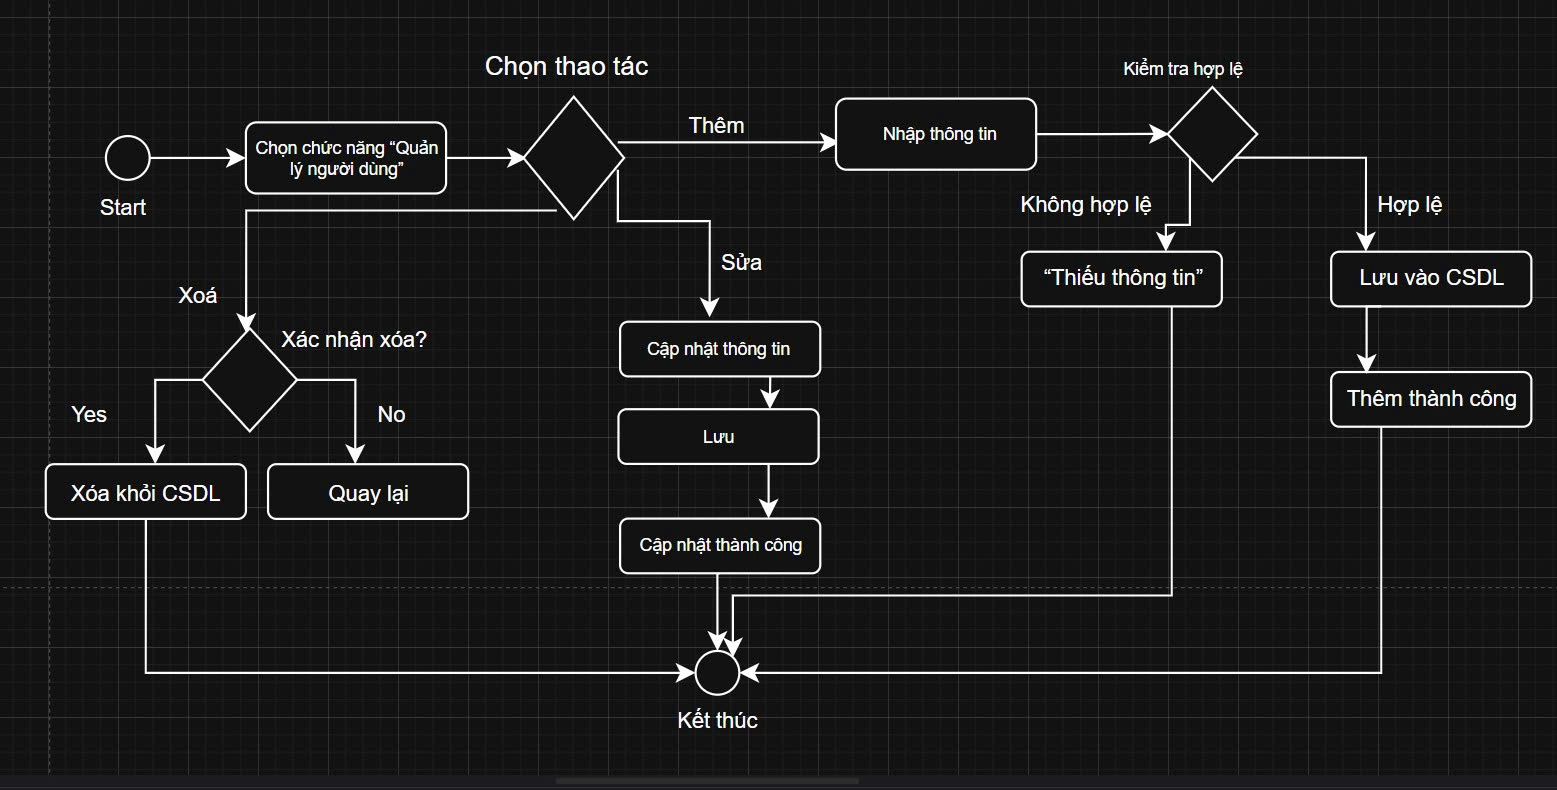 Chọn thao tác
Kiểm tra hợp lệ
Thêm
Nhập thông tin
Chọn chức năng “Quản
lý người dùng”
Start
Không hợp lệ
Hợp lệ
Sửa
“Thiếu thông tin”
Lưu vào CSDL
Xoá
Xác nhận xóa?
Cập nhật thông tin
Thêm thành công
Yes
No
Lưu
Xóa khỏi CSDL
Quay lại
Cập nhật thành công
Kết thúc